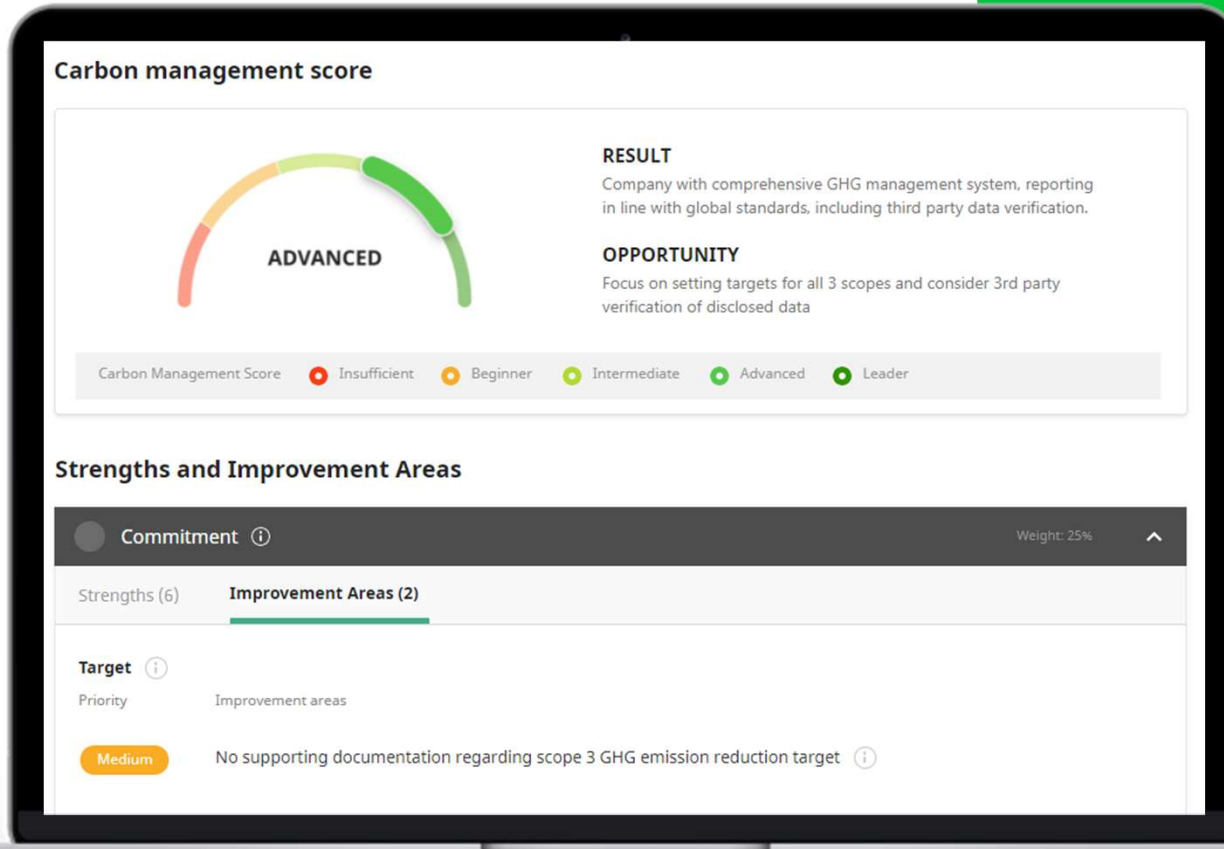 Carbon management score
ADVANCED
RESULT
Company with comprehensive GHG management system, reporting
in line with global standards, including third party data verification.
OPPORTUNITY
Focus on setting targets for all 3 scopes and consider 3rd party
verification of disclosed data
Carbon Management Score Insufficient Beginner Intermediate Advanced Leader
Strengths and Improvement Areas
Commitment Weight: 25%
Strengths (6) Improvement Areas (2)
Target
Priority Improvement areas
Medium No supporting documentation regarding scope 3 GHG emission reduction target